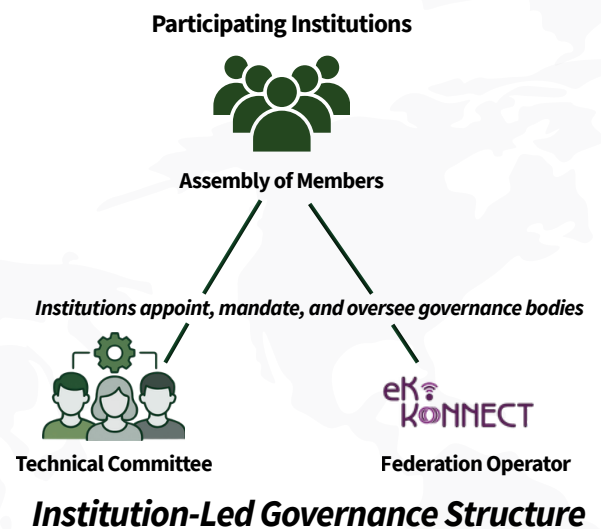 Participating Institutions
Assembly of Members
Institutions appoint, mandate, and oversee governance bodies
eK
KONNECT
Technical Committee
Federation Operator
Institution-Led Governance Structure